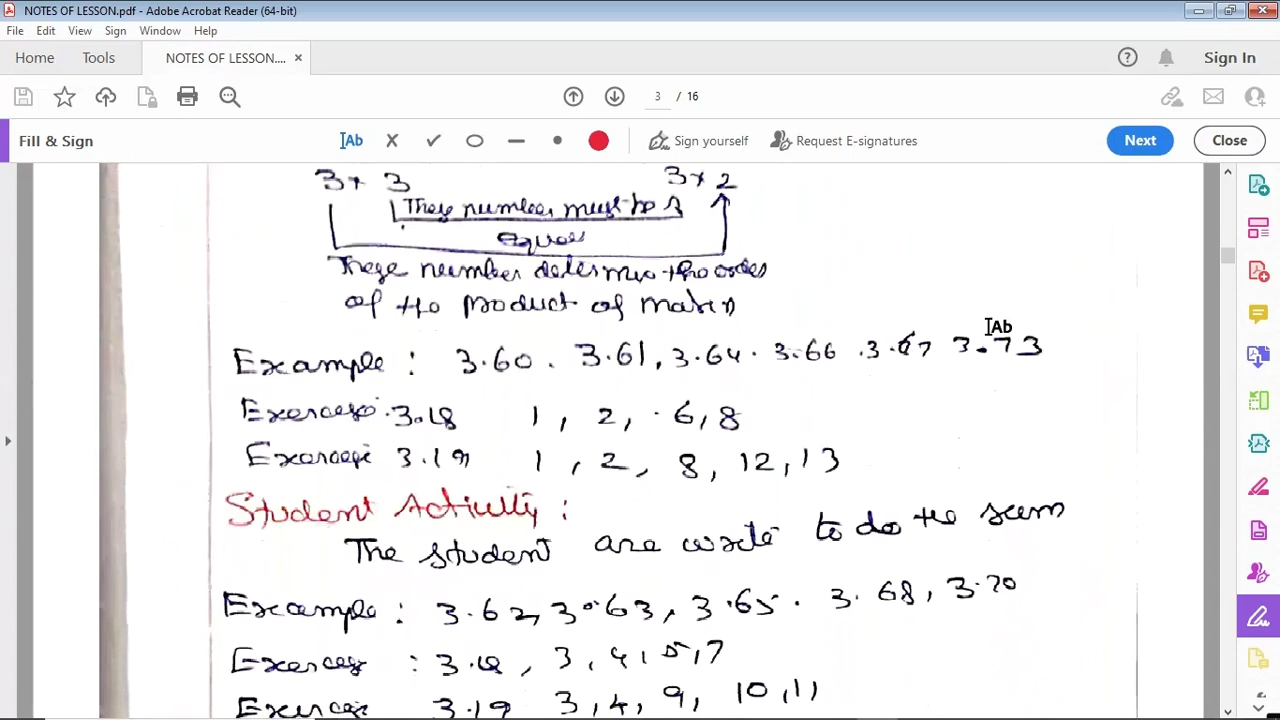 NOTES OF LESSON.pdf - Adobe Acrobat Reader (64-bit)
File Edit View Sign Window Help
Home Tools NOTES OF LESSON.... × Sign In
3 / 16
Fill & Sign Ab Sign yourself Request E-signatures Next Close
3 × 3 3 × 2
These number must be
equal
These number determine the order
of the product of matrix
Ab
Example : 3.60 . 3.61, 3.64 . 3.66 . 3.67 3.73
Exercise 3.18 1, 2, 6, 8
Exercise 3.19 1, 2, 8, 12, 13
Student Activity :
The student are write to do the sum
Example : 3.62, 3.63, 3.65 . 3.68, 3.70
Exercise : 3.18, 3, 4, 5, 7
Exercise 3.19 3, 4, 9, 10, 11